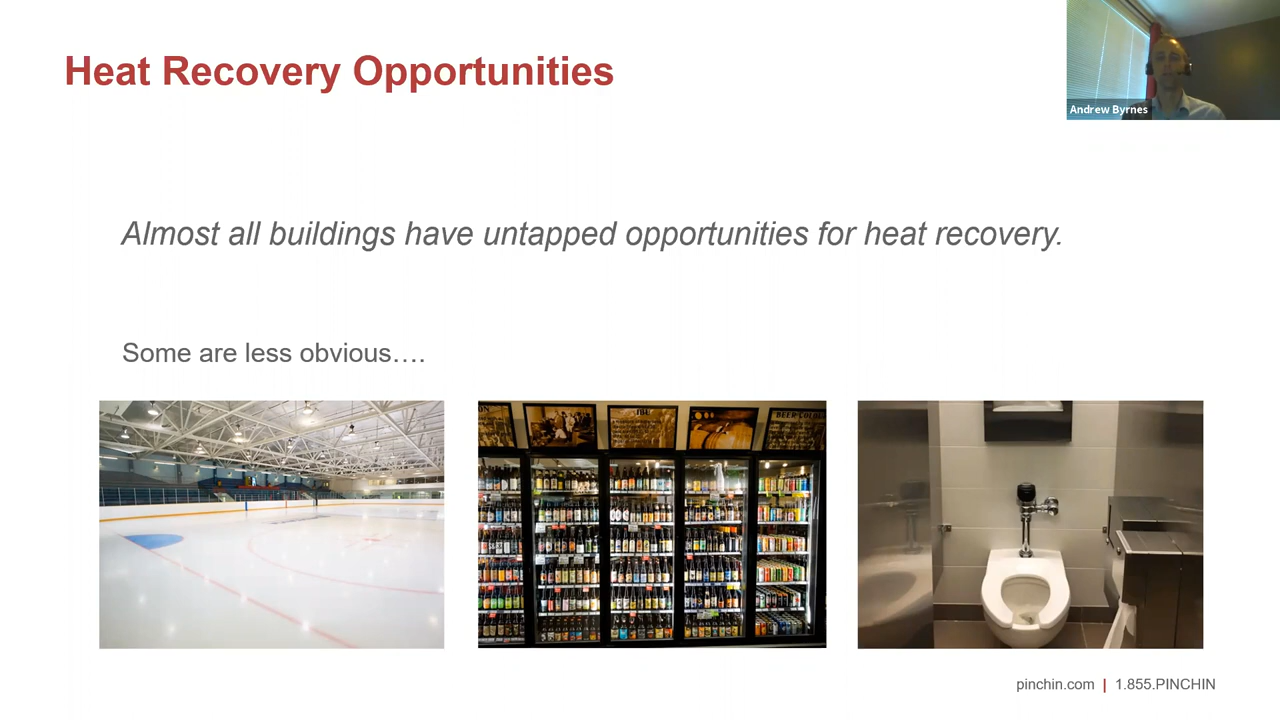 Heat Recovery Opportunities
Andrew Byrnes
Almost all buildings have untapped opportunities for heat recovery.
Some are less obvious….
pinchin.com | 1.855.PINCHIN